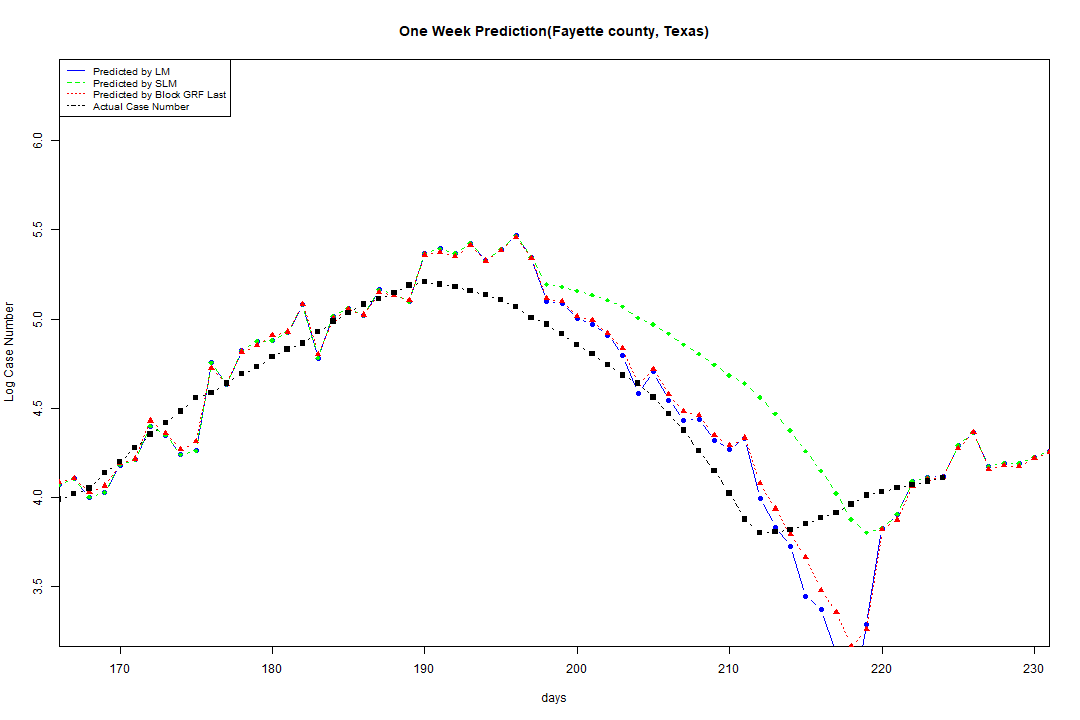 One Week Prediction(Fayette county, Texas)
Predicted by LM
Predicted by SLM
Predicted by Block GRF Last
Actual Case Number
6.0
5.5
5.0
4.5
4.0
3.5
Log Case Number
170 180 190 200 210 220 230
days